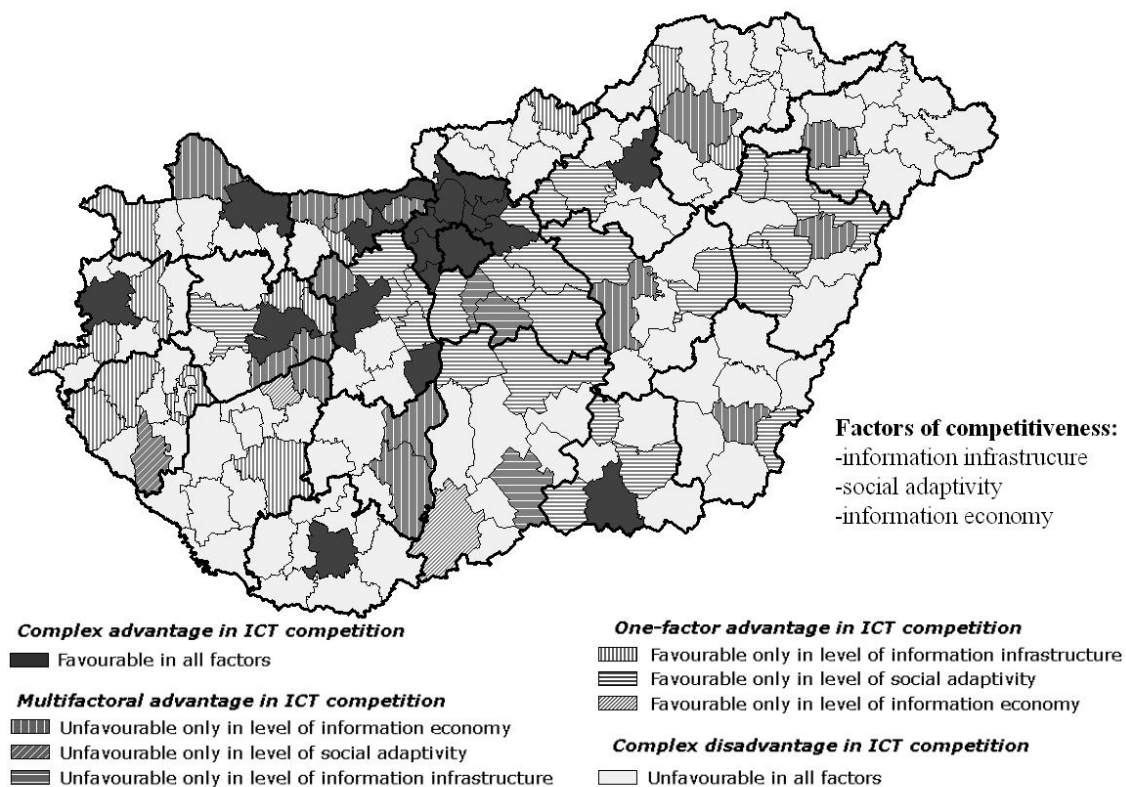 Factors of competitiveness:
-information infrastrucure
-social adaptivity
-information economy
Complex advantage in ICT competition
Favourable in all factors
Multifactoral advantage in ICT competition
Unfavourable only in level of information economy
Unfavourable only in level of social adaptivity
Unfavourable only in level of information infrastructure
One-factor advantage in ICT competition
Favourable only in level of information infrastructure
Favourable only in level of social adaptivity
Favourable only in level of information economy
Complex disadvantage in ICT competition
Unfavourable in all factors